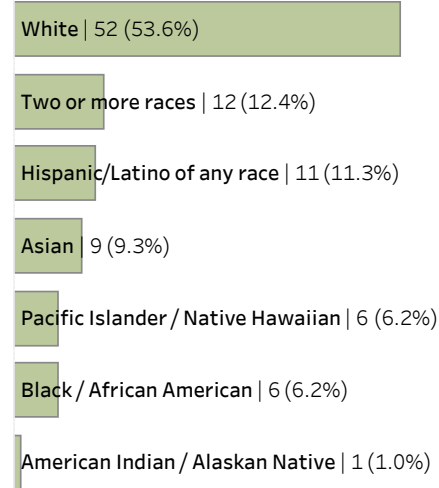 White | 52 (53.6%)
Two or more races | 12 (12.4%)
Hispanic/Latino of any race | 11 (11.3%)
Asian | 9 (9.3%)
Pacific Islander / Native Hawaiian | 6 (6.2%)
Black / African American | 6 (6.2%)
American Indian / Alaskan Native | 1 (1.0%)